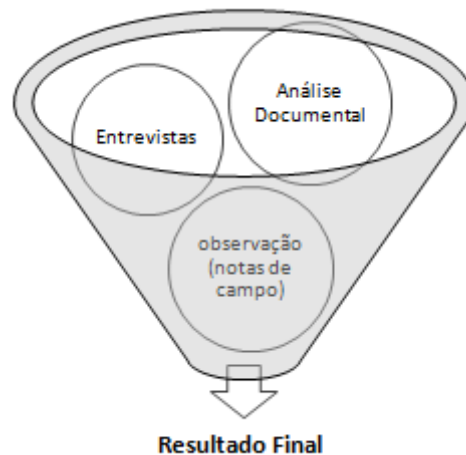 Análise
Documental
Entrevistas
observação
(notas de
campo)
Resultado Final